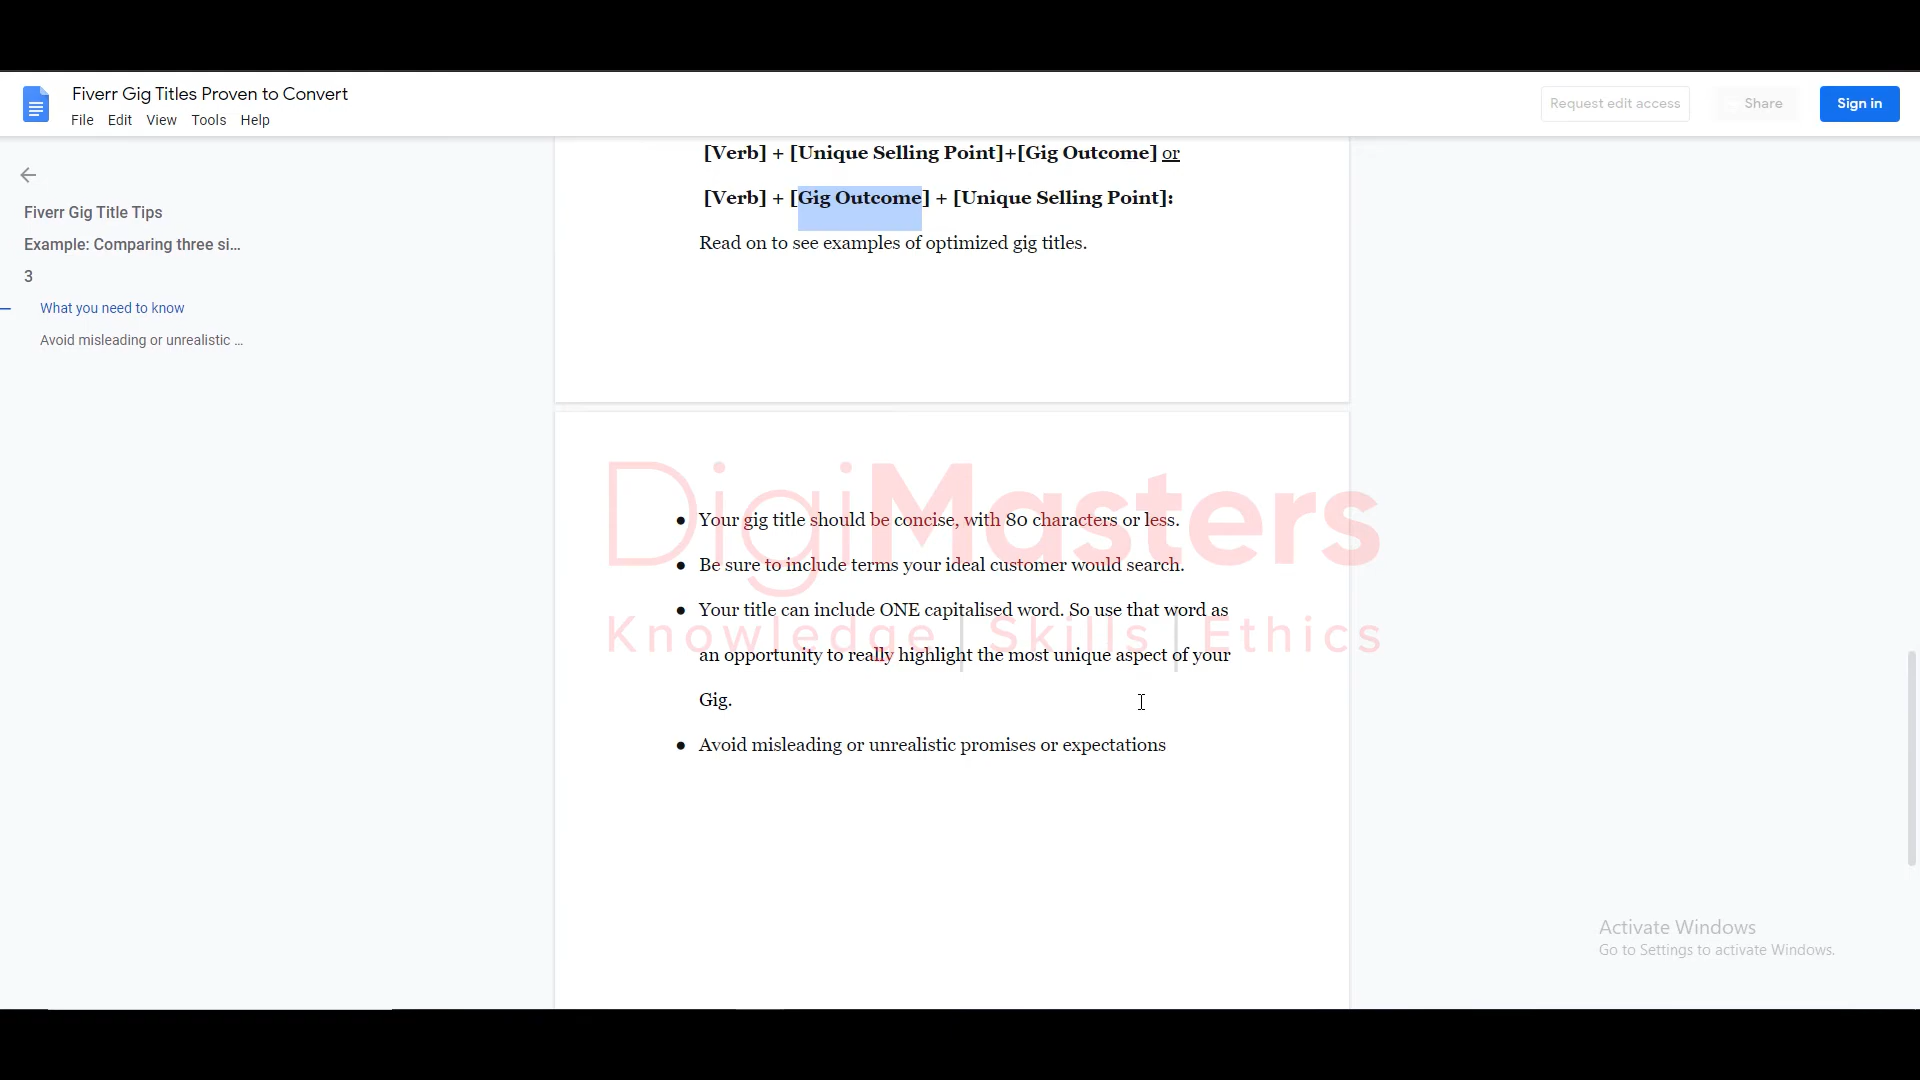 Fiverr Gig Titles Proven to Convert
File Edit View Tools Help
Request edit access
Share
Sign in
Fiverr Gig Title Tips
Example: Comparing three si...
3
What you need to know
Avoid misleading or unrealistic ...
[Verb] + [Unique Selling Point]+[Gig Outcome] or
[Verb] + [Gig Outcome] + [Unique Selling Point]:
Read on to see examples of optimized gig titles.
DigiMasters
Knowledge | Skills | Ethics
● Your gig title should be concise, with 80 characters or less.
● Be sure to include terms your ideal customer would search.
● Your title can include ONE capitalised word. So use that word as
an opportunity to really highlight the most unique aspect of your
Gig.
● Avoid misleading or unrealistic promises or expectations
Activate Windows
Go to Settings to activate Windows.